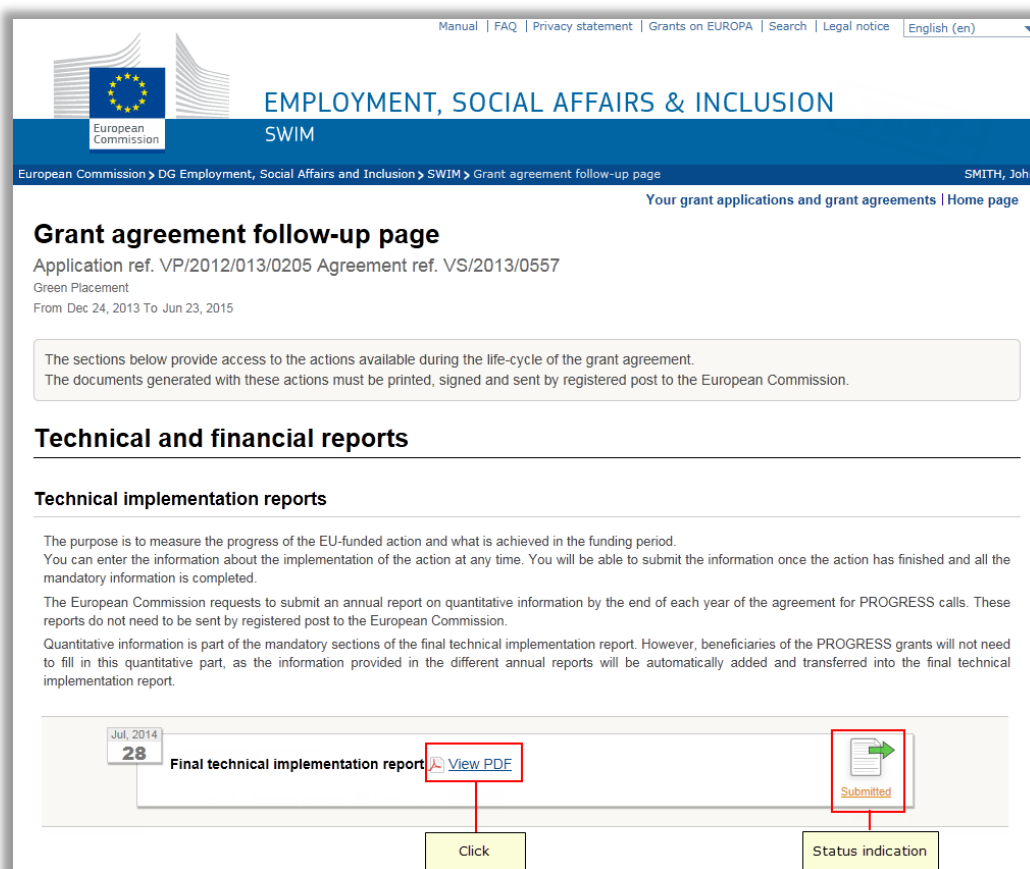 Manual | FAQ | Privacy statement | Grants on EUROPA | Search | Legal notice English (en)
European
Commission
EMPLOYMENT, SOCIAL AFFAIRS & INCLUSION
SWIM
European Commission > DG Employment, Social Affairs and Inclusion > SWIM > Grant agreement follow-up page SMITH, Joh
Your grant applications and grant agreements | Home page
Grant agreement follow-up page
Application ref. VP/2012/013/0205 Agreement ref. VS/2013/0557
Green Placement
From Dec 24, 2013 To Jun 23, 2015
The sections below provide access to the actions available during the life-cycle of the grant agreement.
The documents generated with these actions must be printed, signed and sent by registered post to the European Commission.
Technical and financial reports
Technical implementation reports
The purpose is to measure the progress of the EU-funded action and what is achieved in the funding period.
You can enter the information about the implementation of the action at any time. You will be able to submit the information once the action has finished and all the
mandatory information is completed.
The European Commission requests to submit an annual report on quantitative information by the end of each year of the agreement for PROGRESS calls. These
reports do not need to be sent by registered post to the European Commission.
Quantitative information is part of the mandatory sections of the final technical implementation report. However, beneficiaries of the PROGRESS grants will not need
to fill in this quantitative part, as the information provided in the different annual reports will be automatically added and transferred into the final technical
implementation report.
Jul, 2014
28
Final technical implementation report View PDF
Submitted
Click
Status indication